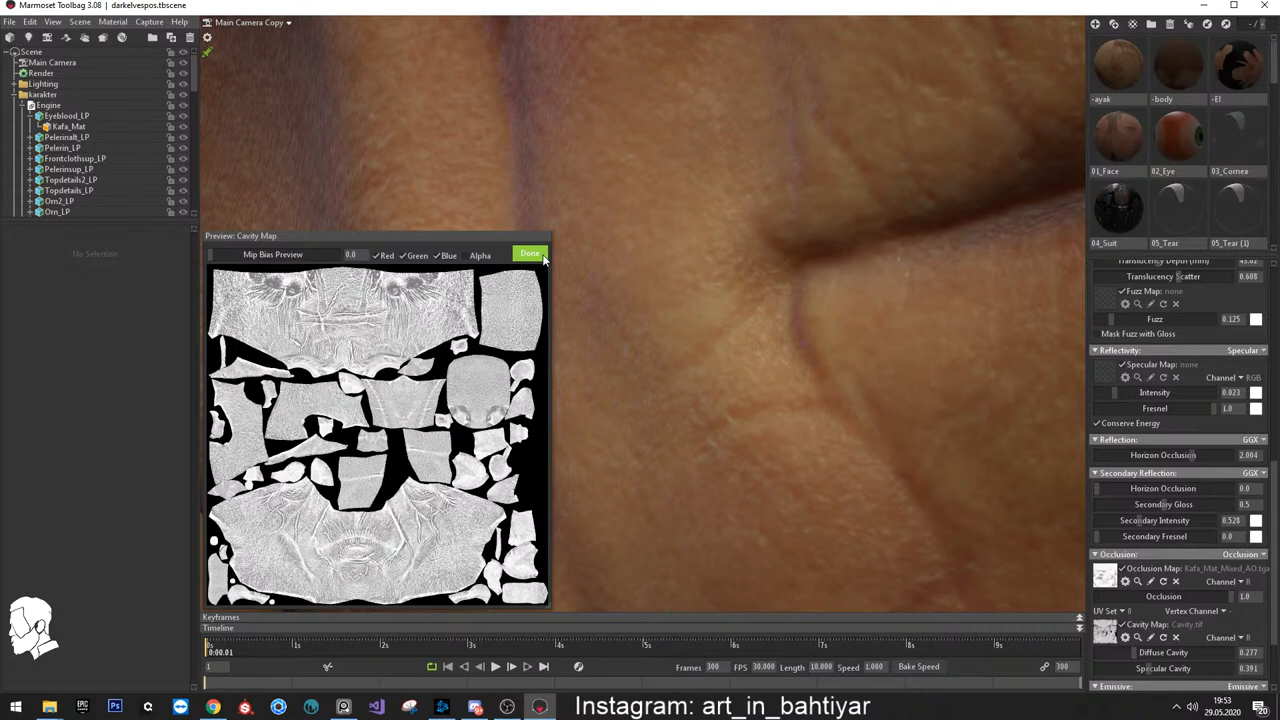 Marmoset Toolbag 3.08 | darkelvespos.tbscene
File Edit View Scene Material Capture Help
Main Camera Copy
Scene
Main Camera
Render
Lighting
karakter
Engine
Eyeblood_LP
Kafa_Mat
Pelerinalt_LP
Pelerin_LP
Frontclothsup_LP
Pelerinsup_LP
Topdetails2_LP
Topdetails_LP
Orn2_LP
Orn_LP
No Selection
Preview: Cavity Map
Mip Bias Preview 0.0 Red Green Blue Alpha Done
-ayak -body -El
01_Face 02_Eye 03_Cornea
04_Suit 05_Tear 05_Tear (1)
Translucency Depth (mm)
Translucency Scatter 0.608
Fuzz Map: none
Fuzz 0.125
Mask Fuzz with Gloss
Reflectivity: Specular
Specular Map: none
Channel RGB
Intensity 0.023
Fresnel 1.0
Conserve Energy
Reflection: GGX
Horizon Occlusion 2.004
Secondary Reflection: GGX
Horizon Occlusion 0.0
Secondary Gloss 0.5
Secondary Intensity 0.528
Secondary Fresnel 0.0
Occlusion: Occlusion
Occlusion Map: Kafa_Mat_Mixed_AO.tga
Channel R
Occlusion 1.0
UV Set 0 Vertex Channel -
Cavity Map: Cavity.tif
Channel R
Diffuse Cavity 0.277
Specular Cavity 0.391
Emissive: Emissive
Keyframes
Timeline
0s 1s 2s 3s 4s 5s 6s 7s 8s 9s
0:00.01
1 Frames 300 FPS 30.000 Length 10.000 Speed 1.000 Bake Speed 300
Instagram: art_in_bahtiyar
19:53
29.05.2020
20